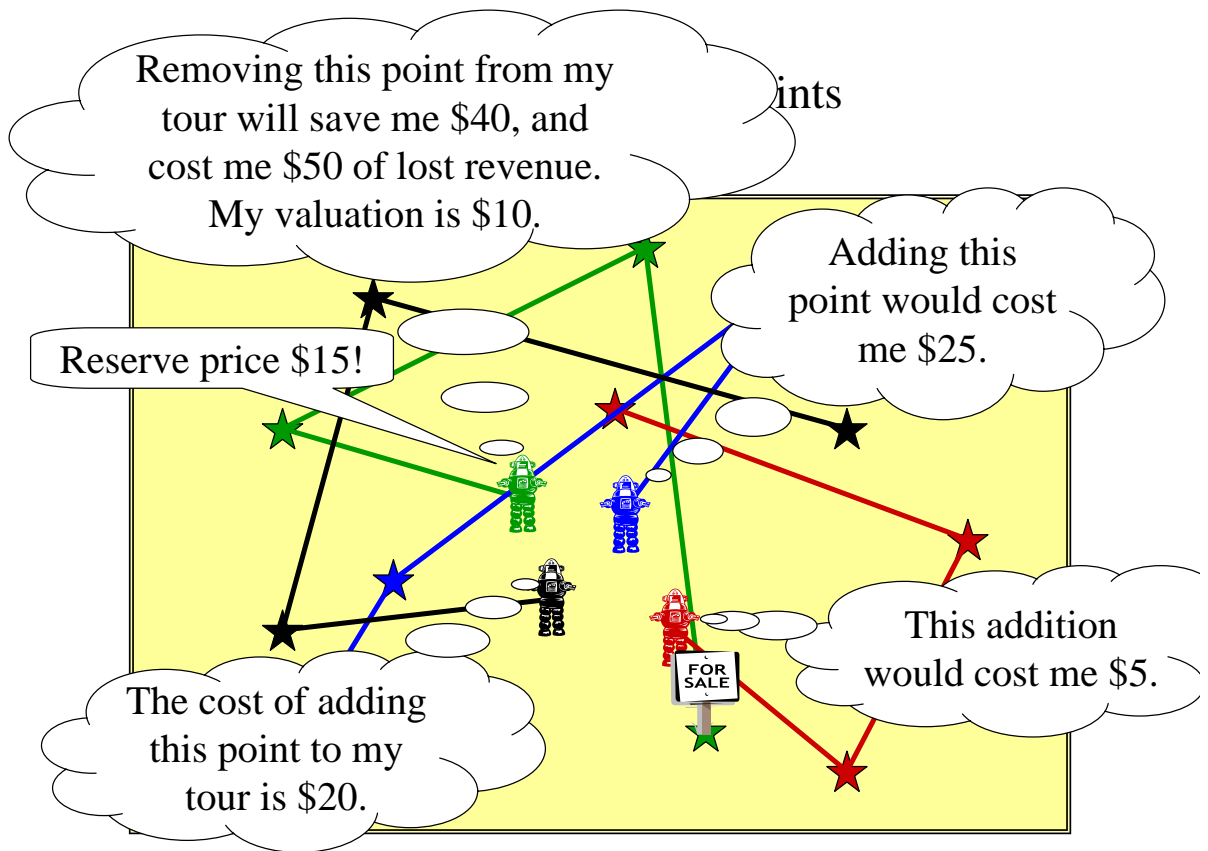 Removing this point from my
tour will save me $40, and
cost me $50 of lost revenue.
My valuation is $10.
ints
Adding this
point would cost
me $25.
Reserve price $15!
This addition
would cost me $5.
FOR
SALE
The cost of adding
this point to my
tour is $20.